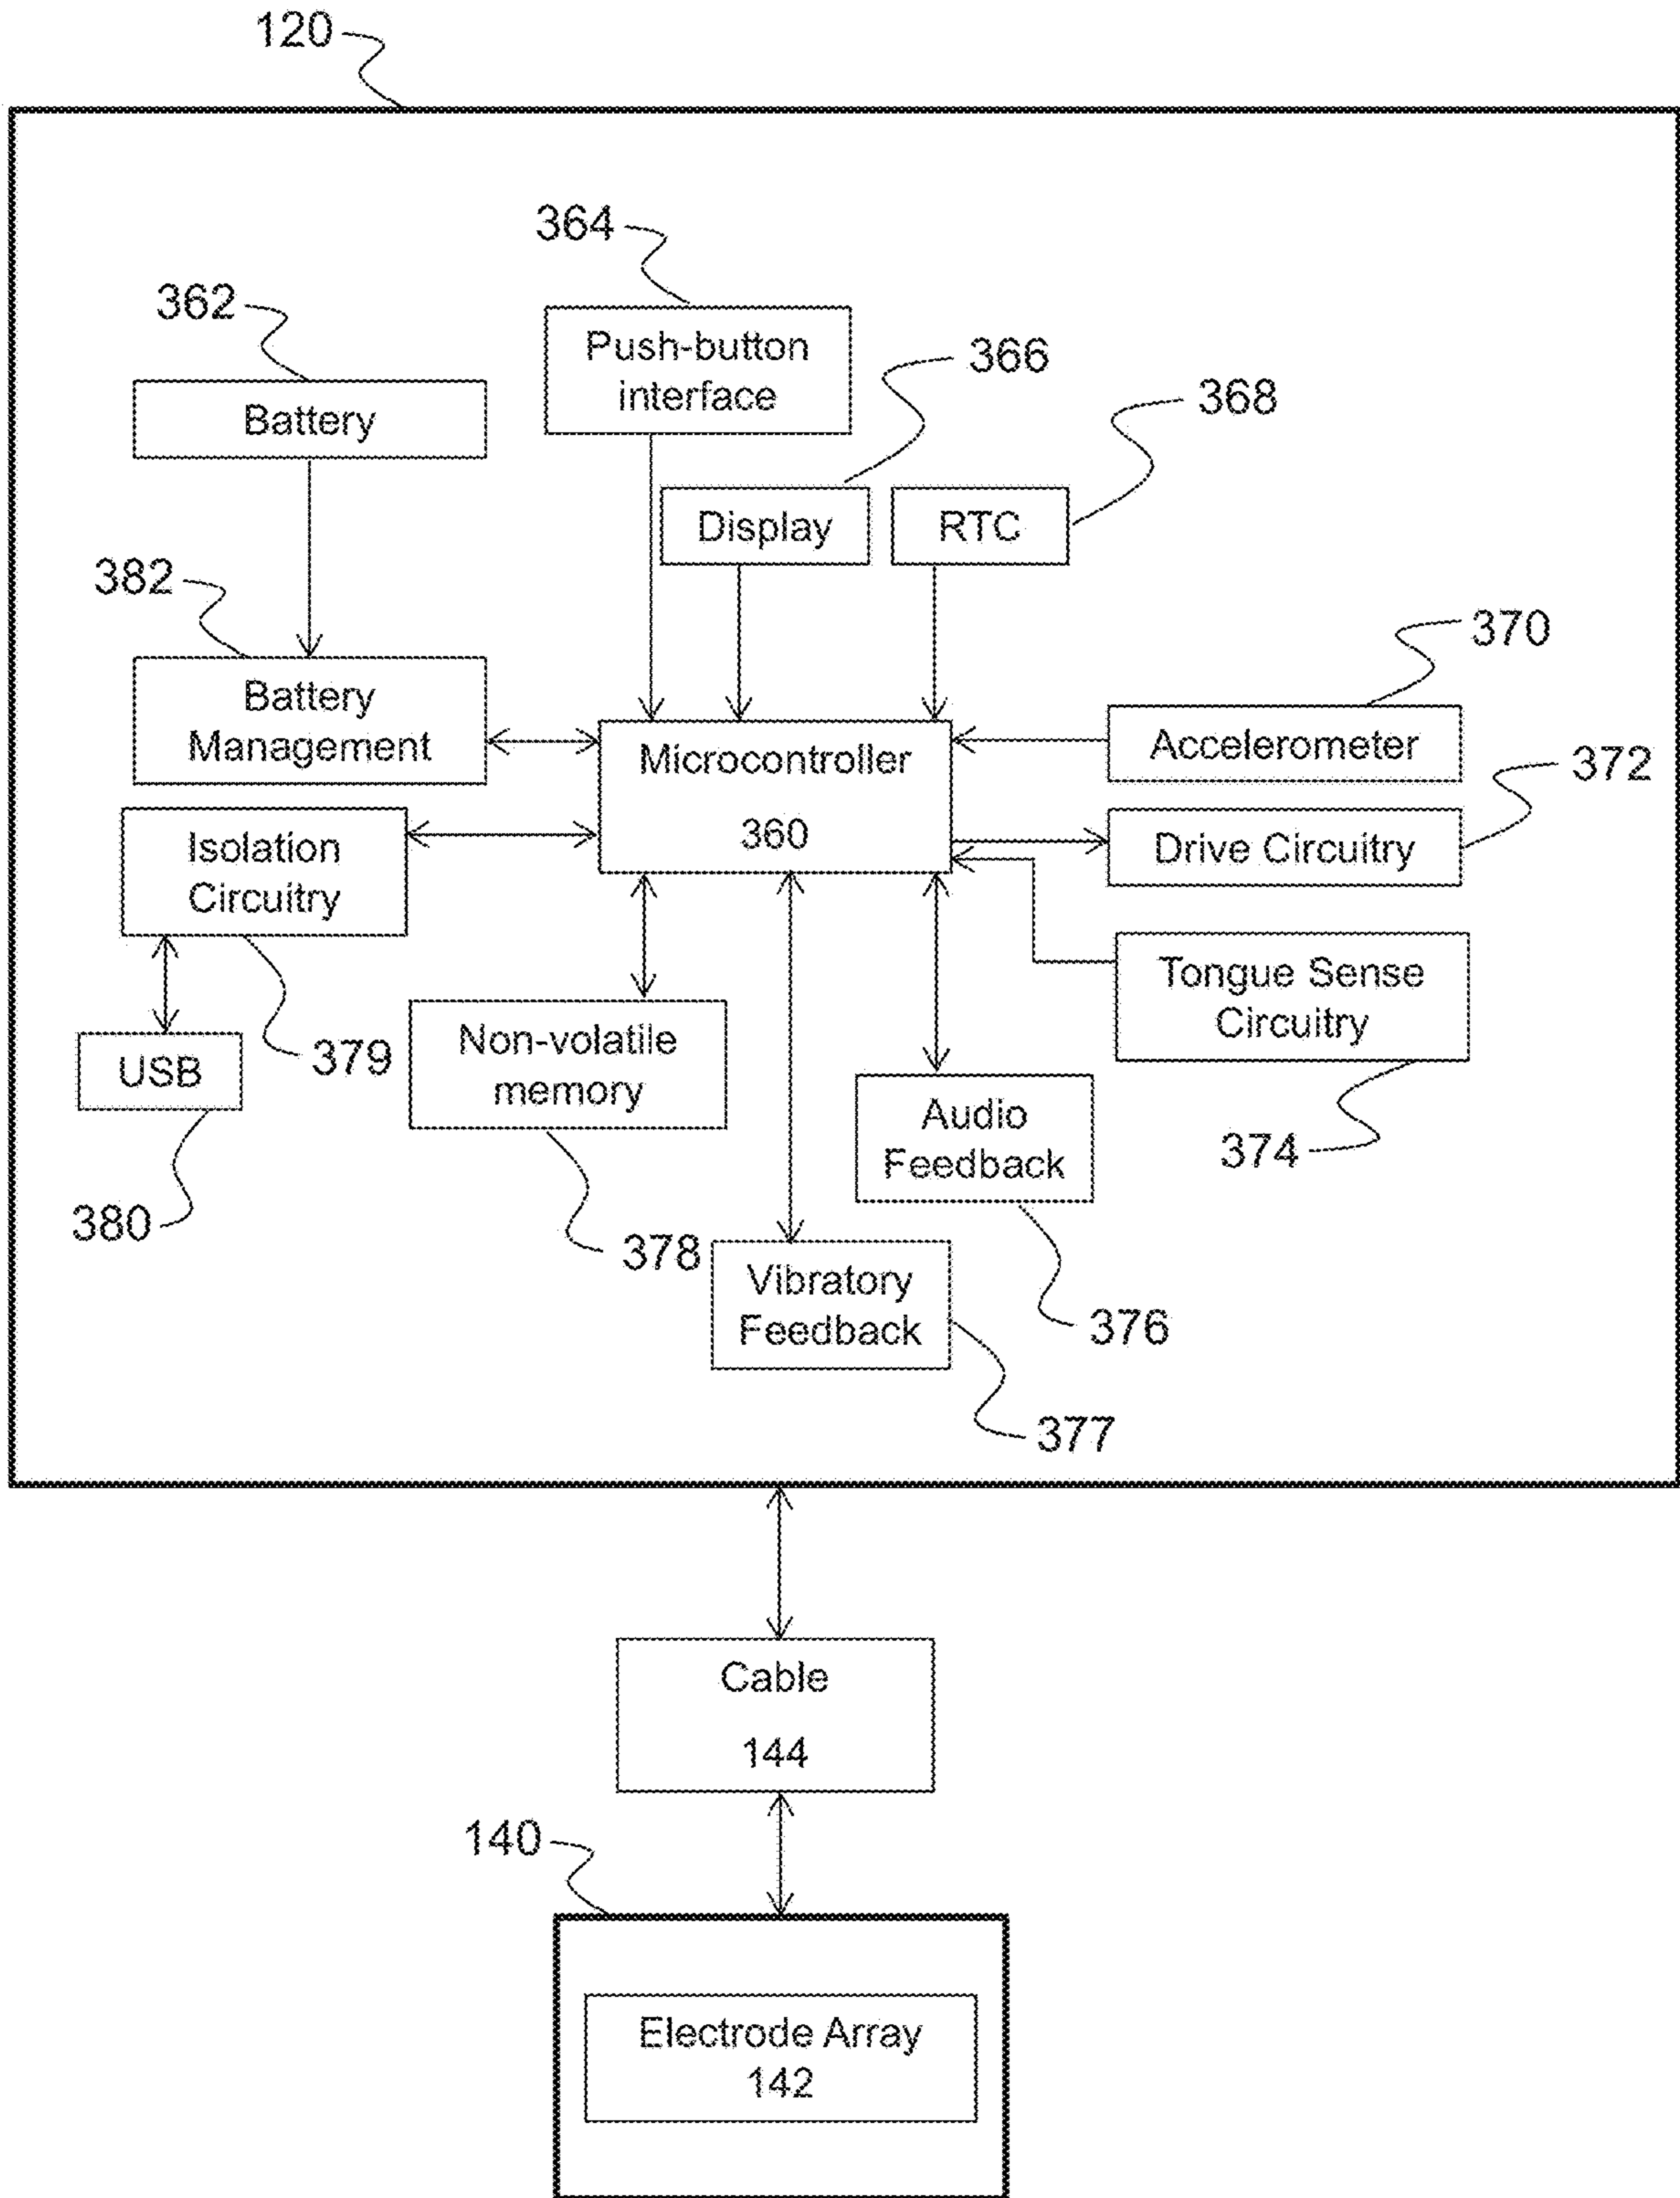 120
364
362
Push-button
interface
366
368
Battery
Display
RTC
382
370
Battery
Management
Microcontroller
360
Accelerometer
372
Isolation
Circuitry
Drive Circuitry
Tongue Sense
Circuitry
USB
379
Non-volatile
memory
Audio
Feedback
374
380
378
Vibratory
Feedback
376
377
Cable
144
140
Electrode Array
142